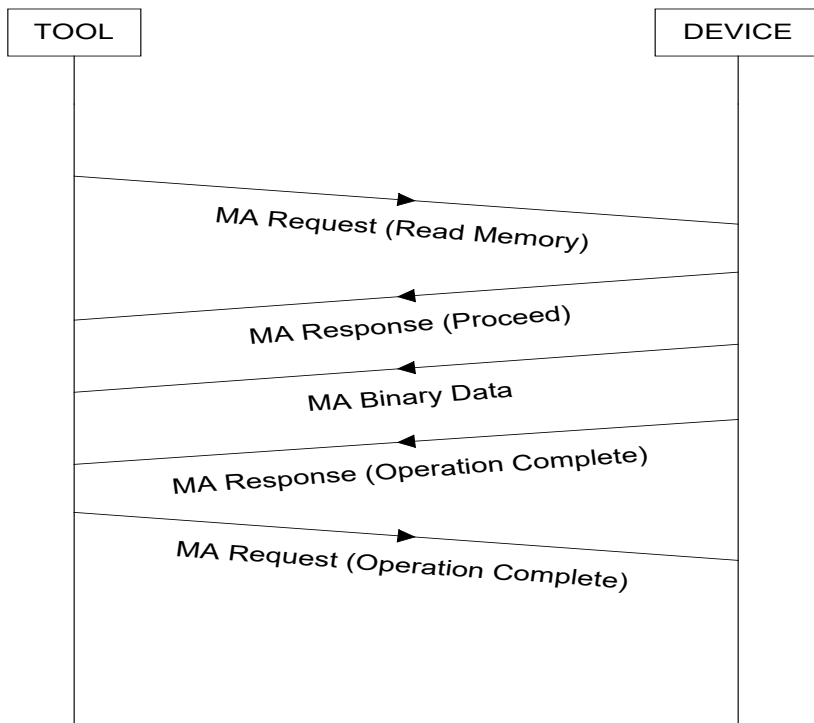 TOOL
DEVICE
MA Request (Read Memory)
MA Response (Proceed)
MA Binary Data
MA Response (Operation Complete)
MA Request (Operation Complete)